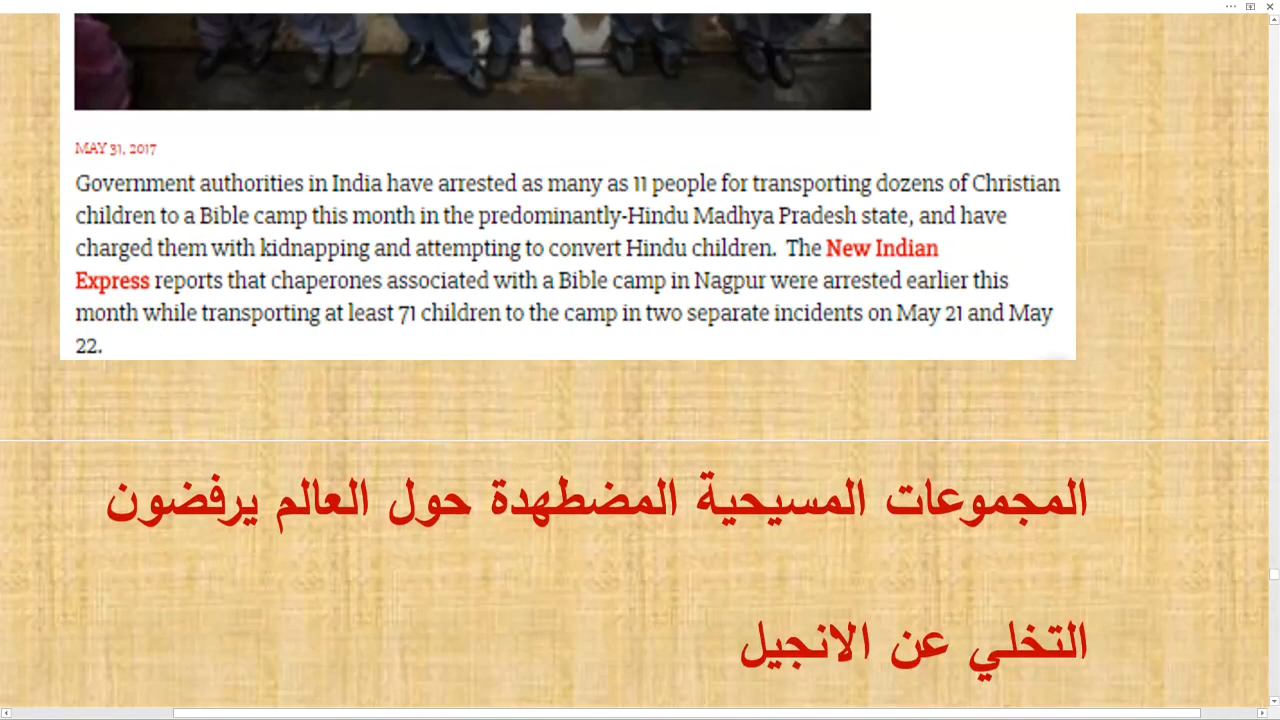 MAY 31, 2017
Government authorities in India have arrested as many as 11 people for transporting dozens of Christian
children to a Bible camp this month in the predominantly-Hindu Madhya Pradesh state, and have
charged them with kidnapping and attempting to convert Hindu children. The New Indian
Express reports that chaperones associated with a Bible camp in Nagpur were arrested earlier this
month while transporting at least 71 children to the camp in two separate incidents on May 21 and May
22.
المجموعات المسيحية المضطهدة حول العالم يرفضون
التخلي عن الانجيل